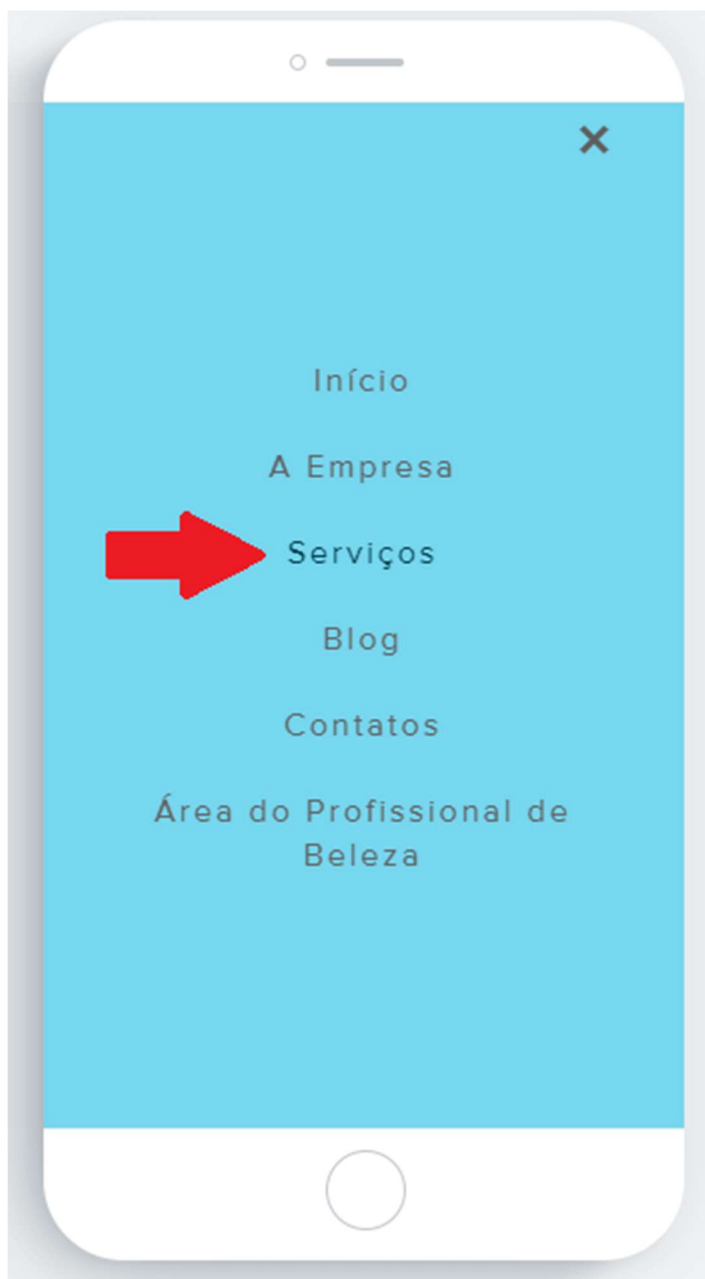 Início
A Empresa
Serviços
Blog
Contatos
Área do Profissional de
Beleza